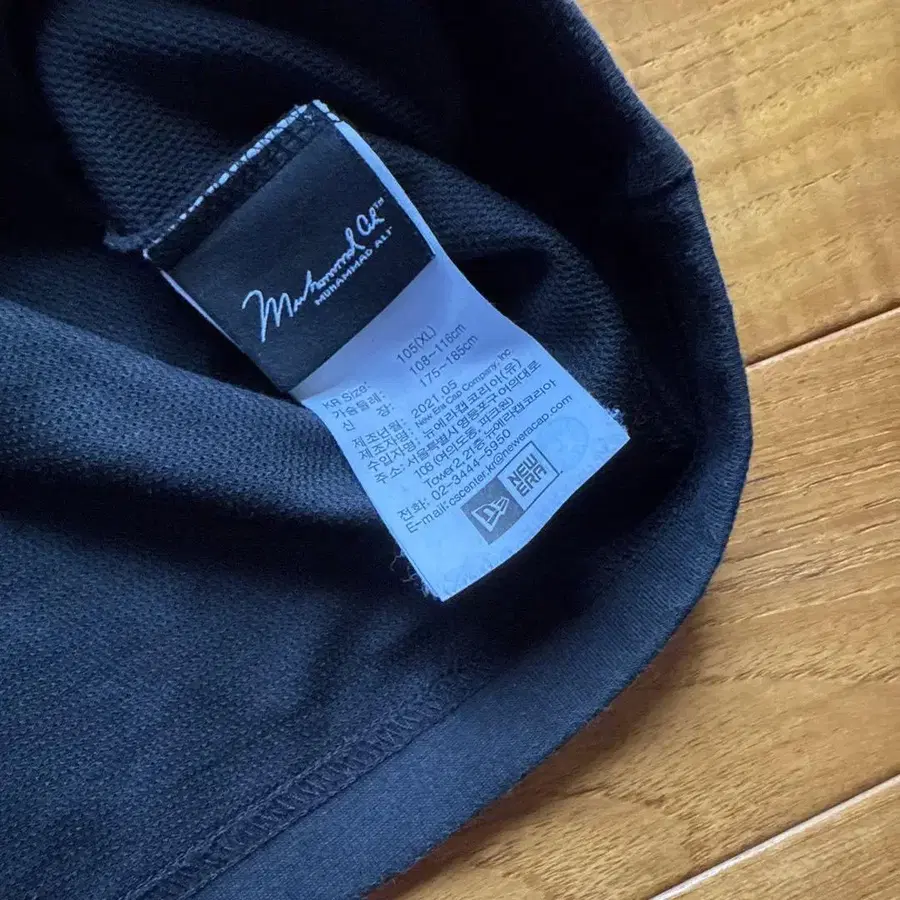 Muhammad Ali™
MUHAMMAD ALI
KR Size: 105(XL)
가슴둘레: 108~116cm
신 장: 175~185cm
제조년월: 2021.05
제조자명: New Era Cap Company, Inc.
수입자명: 뉴에라캡코리아(유)
주소: 서울특별시 영등포구 여의대로
108 (여의도동, 파크원)
Tower2, 21층 뉴에라캡코리아
전화: 02-3444-5950
E-mail: cscenter.kr@neweracap.com
NEW
ERA